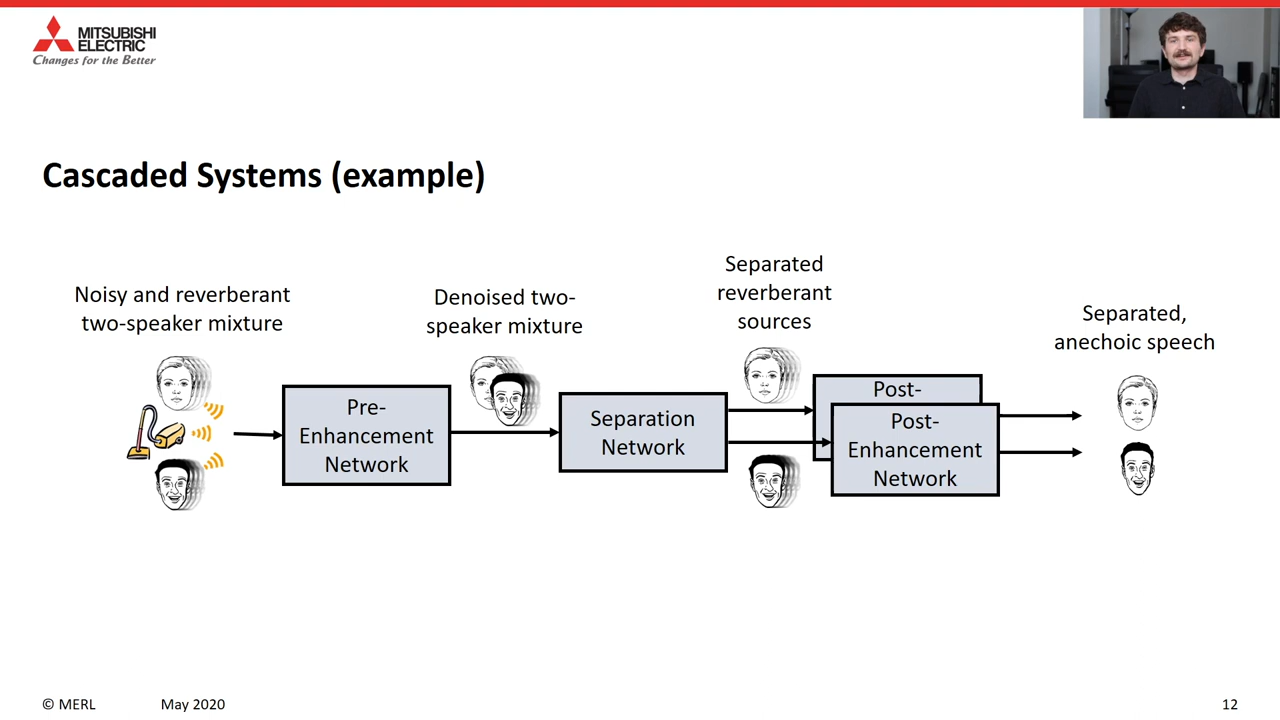 MITSUBISHI
ELECTRIC
Changes for the Better
Cascaded Systems (example)
Noisy and reverberant
two-speaker mixture
Pre-
Enhancement
Network
Denoised two-
speaker mixture
Separation
Network
Separated
reverberant
sources
Post-
Post-
Enhancement
Network
Separated,
anechoic speech
© MERL
May 2020
12